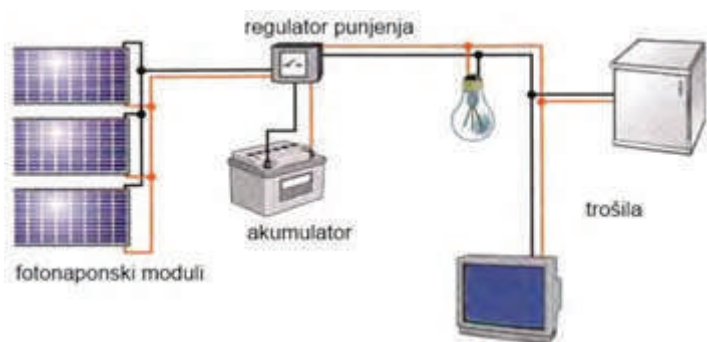 regulator punjenja
akumulator
trošila
fotonaponski moduli